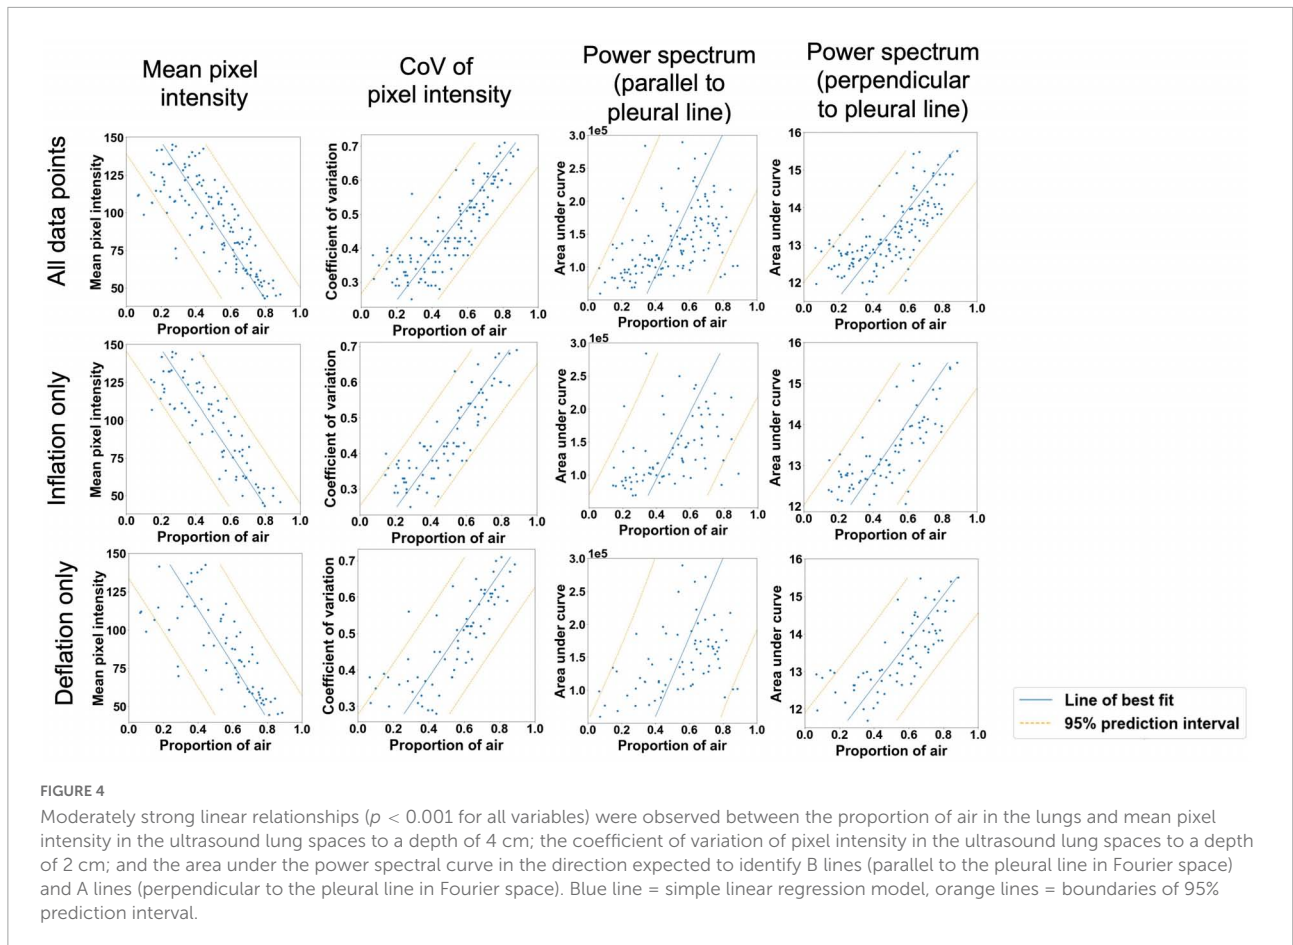 Mean pixel
intensity
CoV of
pixel intensity
Power spectrum
(parallel to
pleural line)
Power spectrum
(perpendicular
to pleural line)
All data points
Mean pixel intensity
150
125
100
75
50
0.0 0.2 0.4 0.6 0.8 1.0
Proportion of air
Coefficient of variation
0.7
0.6
0.5
0.4
0.3
0.0 0.2 0.4 0.6 0.8 1.0
Proportion of air
Area under curve
1e5
3.0
2.5
2.0
1.5
1.0
0.0 0.2 0.4 0.6 0.8 1.0
Proportion of air
Area under curve
16
15
14
13
12
0.0 0.2 0.4 0.6 0.8 1.0
Proportion of air
Inflation only
Mean pixel intensity
150
125
100
75
50
0.0 0.2 0.4 0.6 0.8 1.0
Proportion of air
Coefficient of variation
0.7
0.6
0.5
0.4
0.3
0.0 0.2 0.4 0.6 0.8 1.0
Proportion of air
Area under curve
1e5
3.0
2.5
2.0
1.5
1.0
0.0 0.2 0.4 0.6 0.8 1.0
Proportion of air
Area under curve
16
15
14
13
12
0.0 0.2 0.4 0.6 0.8 1.0
Proportion of air
Deflation only
Mean pixel intensity
150
125
100
75
50
0.0 0.2 0.4 0.6 0.8 1.0
Proportion of air
Coefficient of variation
0.7
0.6
0.5
0.4
0.3
0.0 0.2 0.4 0.6 0.8 1.0
Proportion of air
Area under curve
1e5
3.0
2.5
2.0
1.5
1.0
0.0 0.2 0.4 0.6 0.8 1.0
Proportion of air
Area under curve
16
15
14
13
12
0.0 0.2 0.4 0.6 0.8 1.0
Proportion of air
Line of best fit
95% prediction interval
FIGURE 4
Moderately strong linear relationships (p < 0.001 for all variables) were observed between the proportion of air in the lungs and mean pixel
intensity in the ultrasound lung spaces to a depth of 4 cm; the coefficient of variation of pixel intensity in the ultrasound lung spaces to a depth
of 2 cm; and the area under the power spectral curve in the direction expected to identify B lines (parallel to the pleural line in Fourier space)
and A lines (perpendicular to the pleural line in Fourier space). Blue line = simple linear regression model, orange lines = boundaries of 95%
prediction interval.